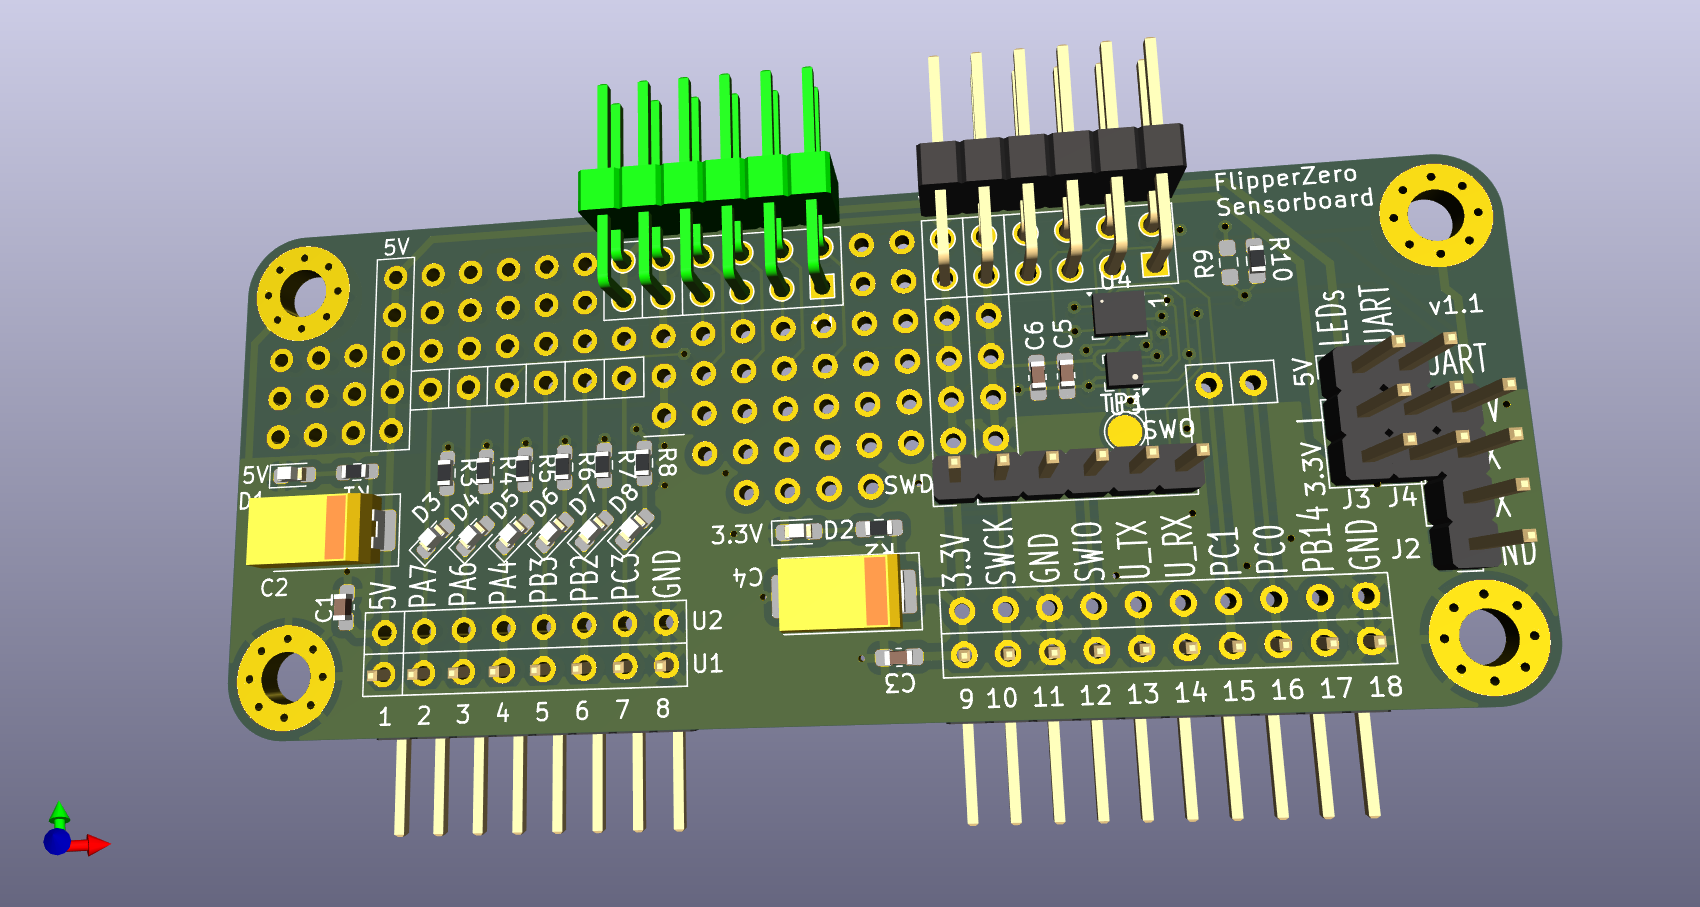 FlipperZero
Sensorboard
v1.1
5V
R9
R10
U4
1
C6
C5
LEDs
UART
UART
5V
3.3V
SWO
SWD
J3
J4
J2
5V
D1
C2
C1
R3
R4
R5
R6
R7
R8
D3
D4
D5
D6
D7
D8
3.3V
D2
C4
C3
5V
PA7
PA6
PA4
PB3
PB2
PC3
GND
U2
U1
1 2 3 4 5 6 7 8
3.3V
SWCK
GND
SWIO
U_TX
U_RX
PC1
PC0
PB14
GND
9 10 11 12 13 14 15 16 17 18